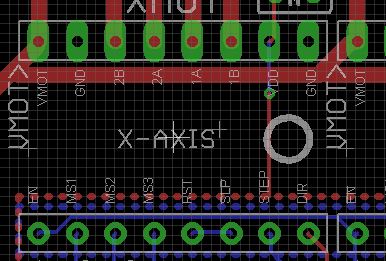 VMOT
GND
2B
2A
1A
1B
VDD
GND
VMOT
VMOT
VMOT
X-AXIS
EN
MS1
MS2
MS3
RST
SLP
STEP
DIR
EN
MS1